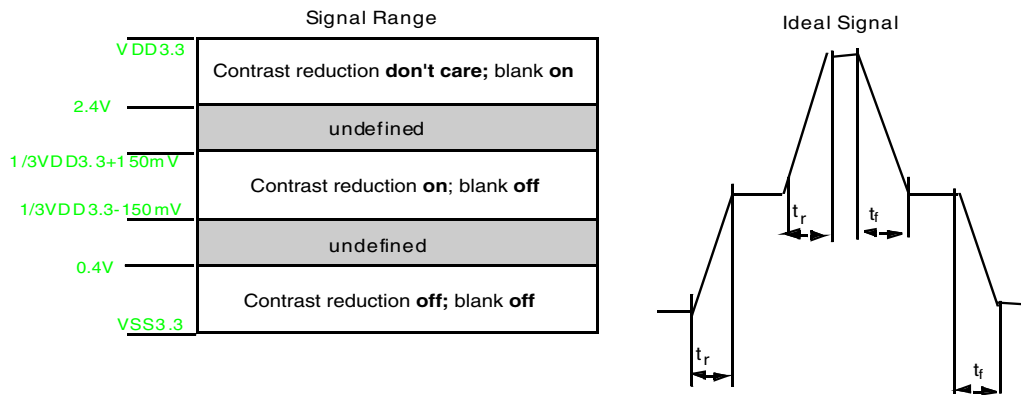 Signal Range
Ideal Signal
VDD3.3
Contrast reduction don't care; blank on
2.4V
undefined
1/3VDD3.3+150mV
Contrast reduction on; blank off
1/3VDD3.3-150mV
undefined
0.4V
Contrast reduction off; blank off
VSS3.3
tr
tf
tr
tf